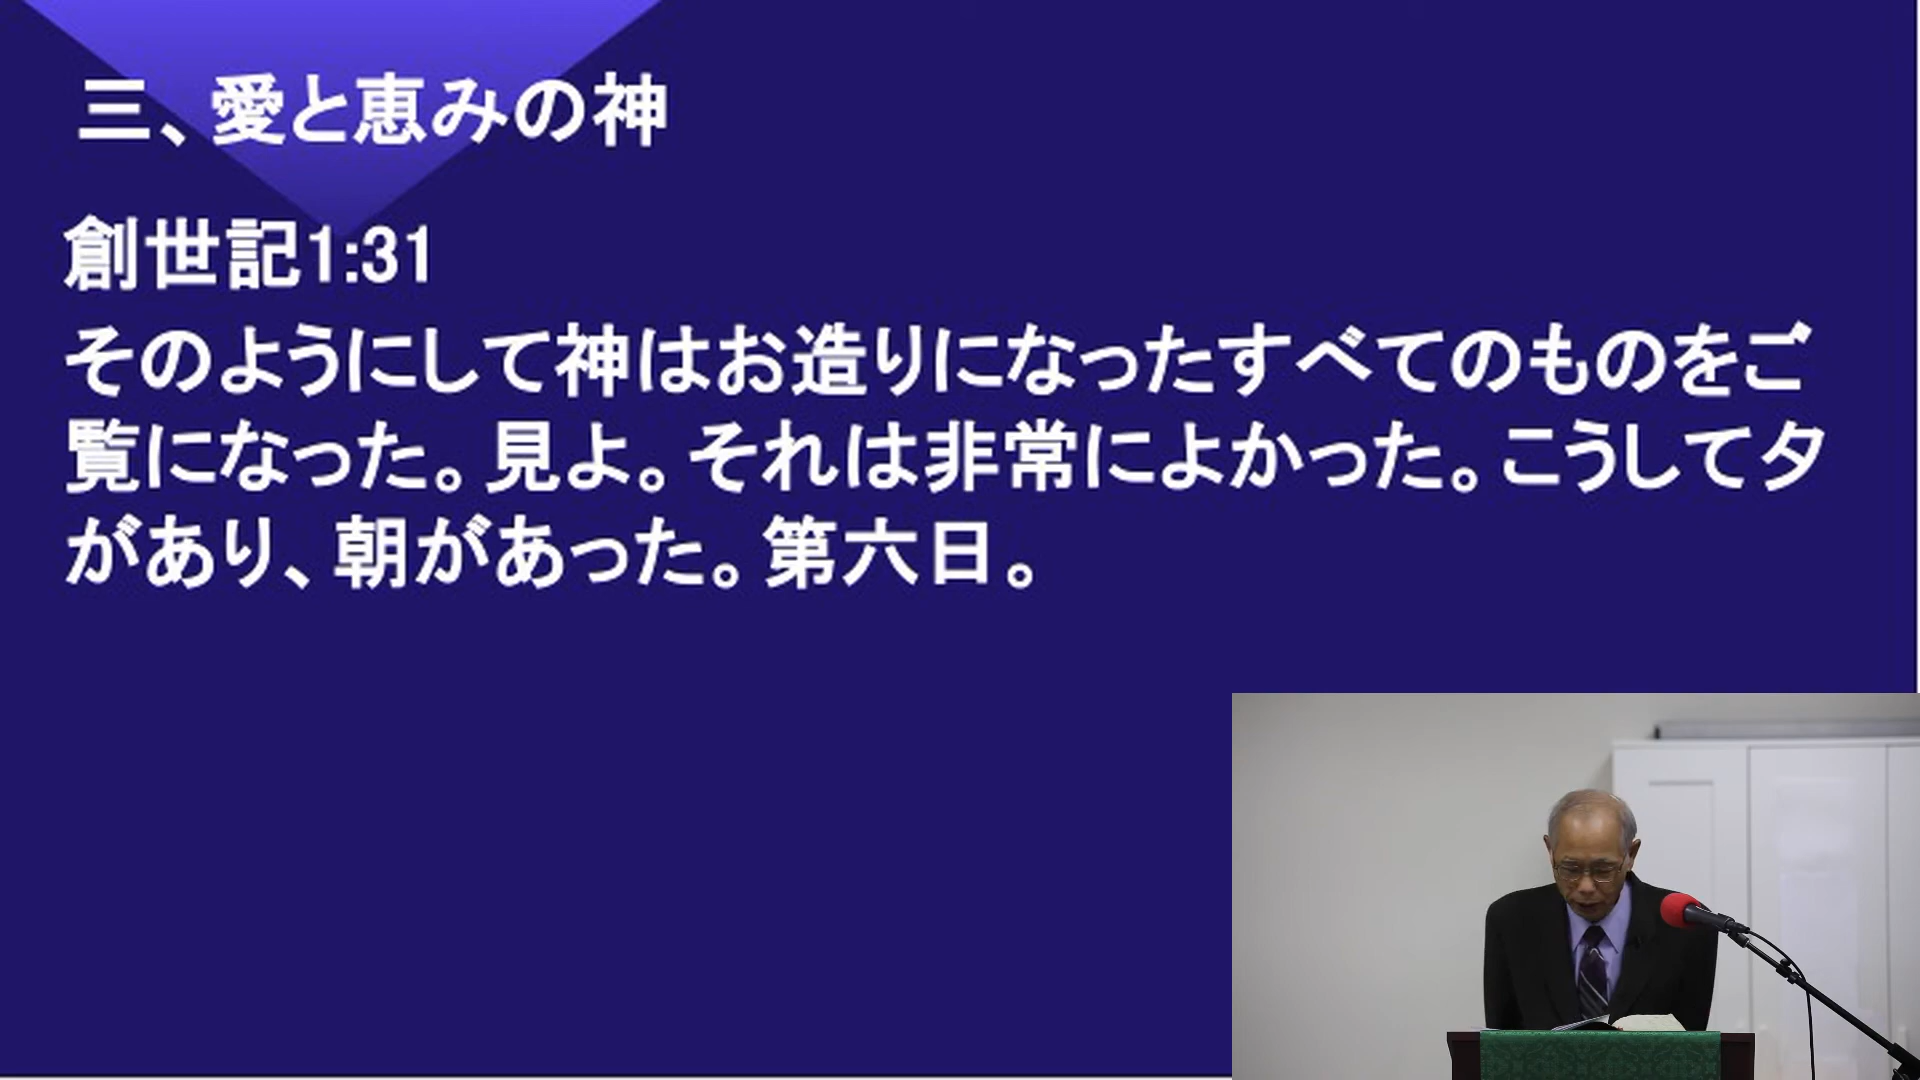 三、愛と恵みの神
創世記1:31
そのようにして神はお造りになったすべてのものをご
覧になった。見よ。それは非常によかった。こうして夕
があり、朝があった。第六日。